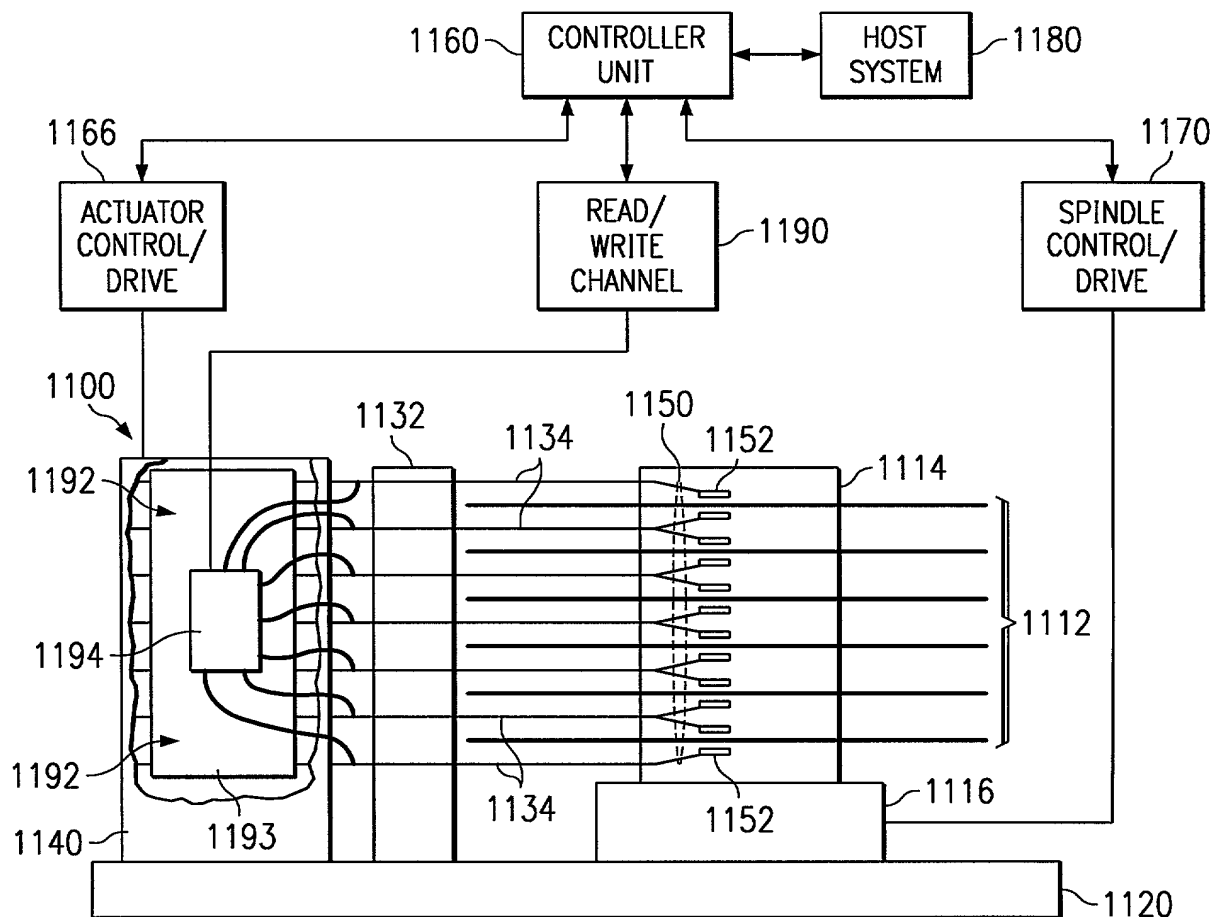 1160
CONTROLLER
UNIT
HOST
SYSTEM
1180
1166
ACTUATOR
CONTROL/
DRIVE
READ/
WRITE
CHANNEL
1190
1170
SPINDLE
CONTROL/
DRIVE
1100
1132
1134
1150
1152
1114
1192
1194
1112
1192
1193
1140
1134
1152
1116
1120